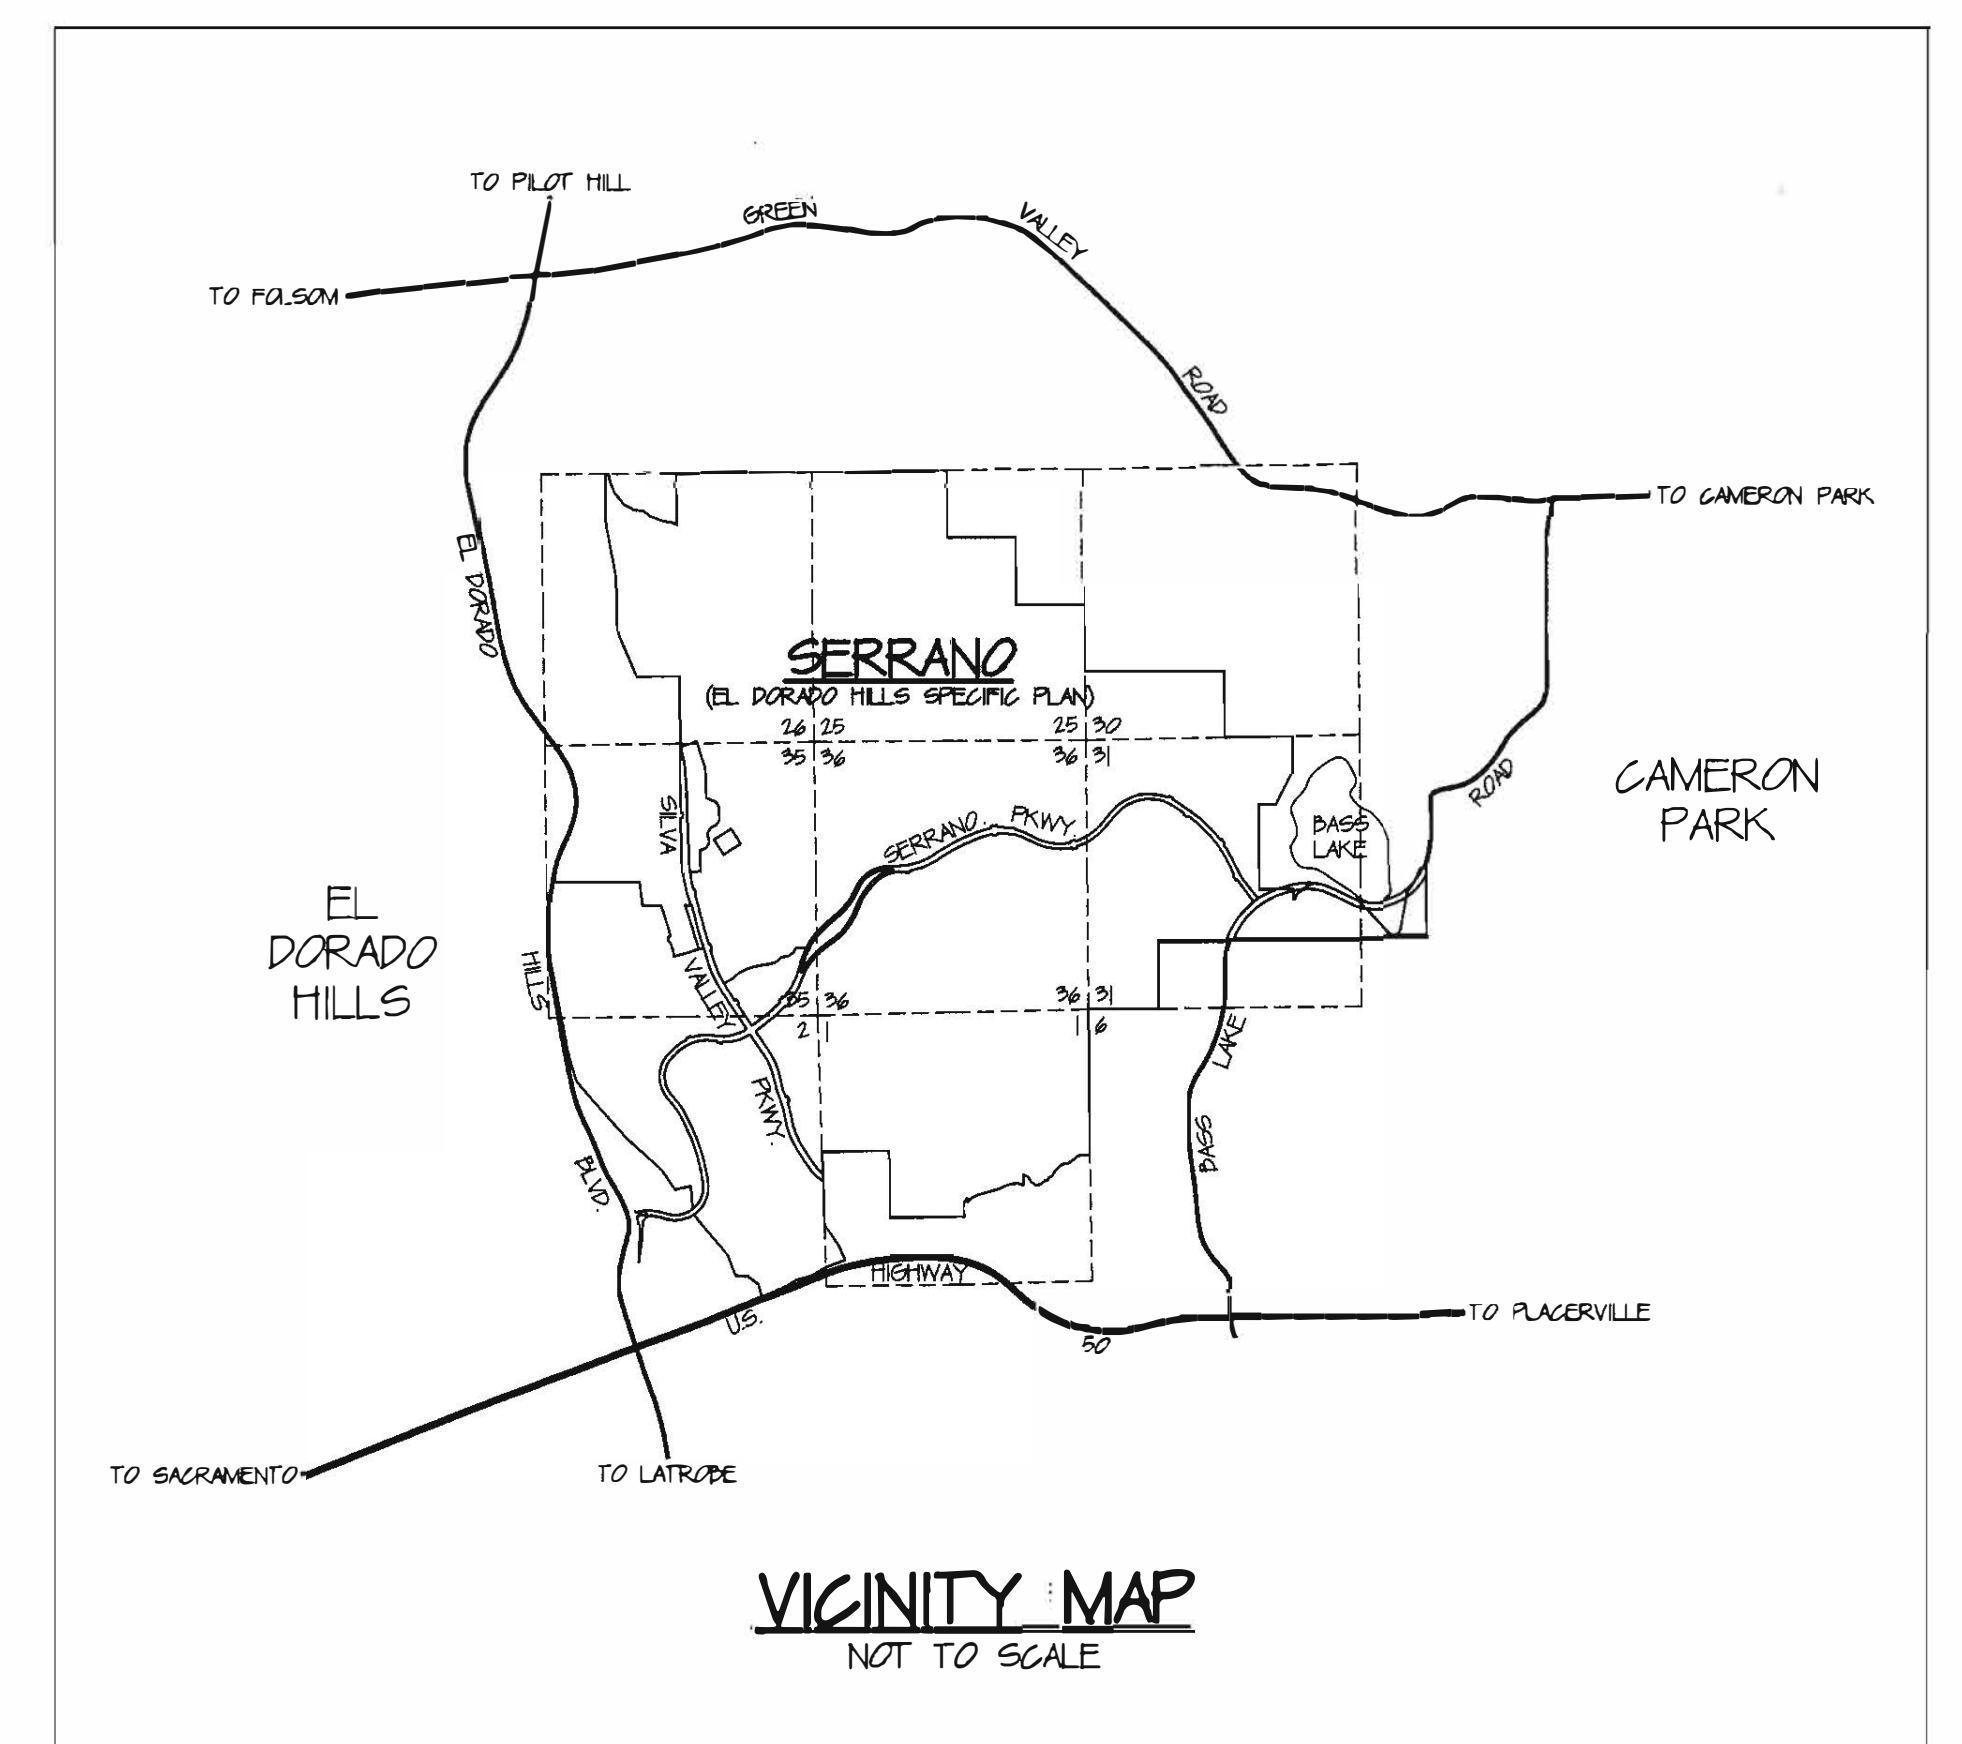 TO PILOT HILL
GREEN
VALLEY
TO FOLSOM
ROAD
TO CAMERON PARK
EL DORADO
SERRANO
(EL DORADO HILLS SPECIFIC PLAN)
26 25
25 30
35 36
36 31
ROAD
CAMERON
PARK
SILVA
SERRANO PKWY.
BASS
LAKE
EL
DORADO
HILLS
HILLS
VALLEY
35 36
36 31
2 1
1 6
LAKE
PKWY.
BASS
BLVD.
HIGHWAY
U.S.
50
TO PLACERVILLE
TO SACRAMENTO
TO LATROBE
VICINITY MAP
NOT TO SCALE